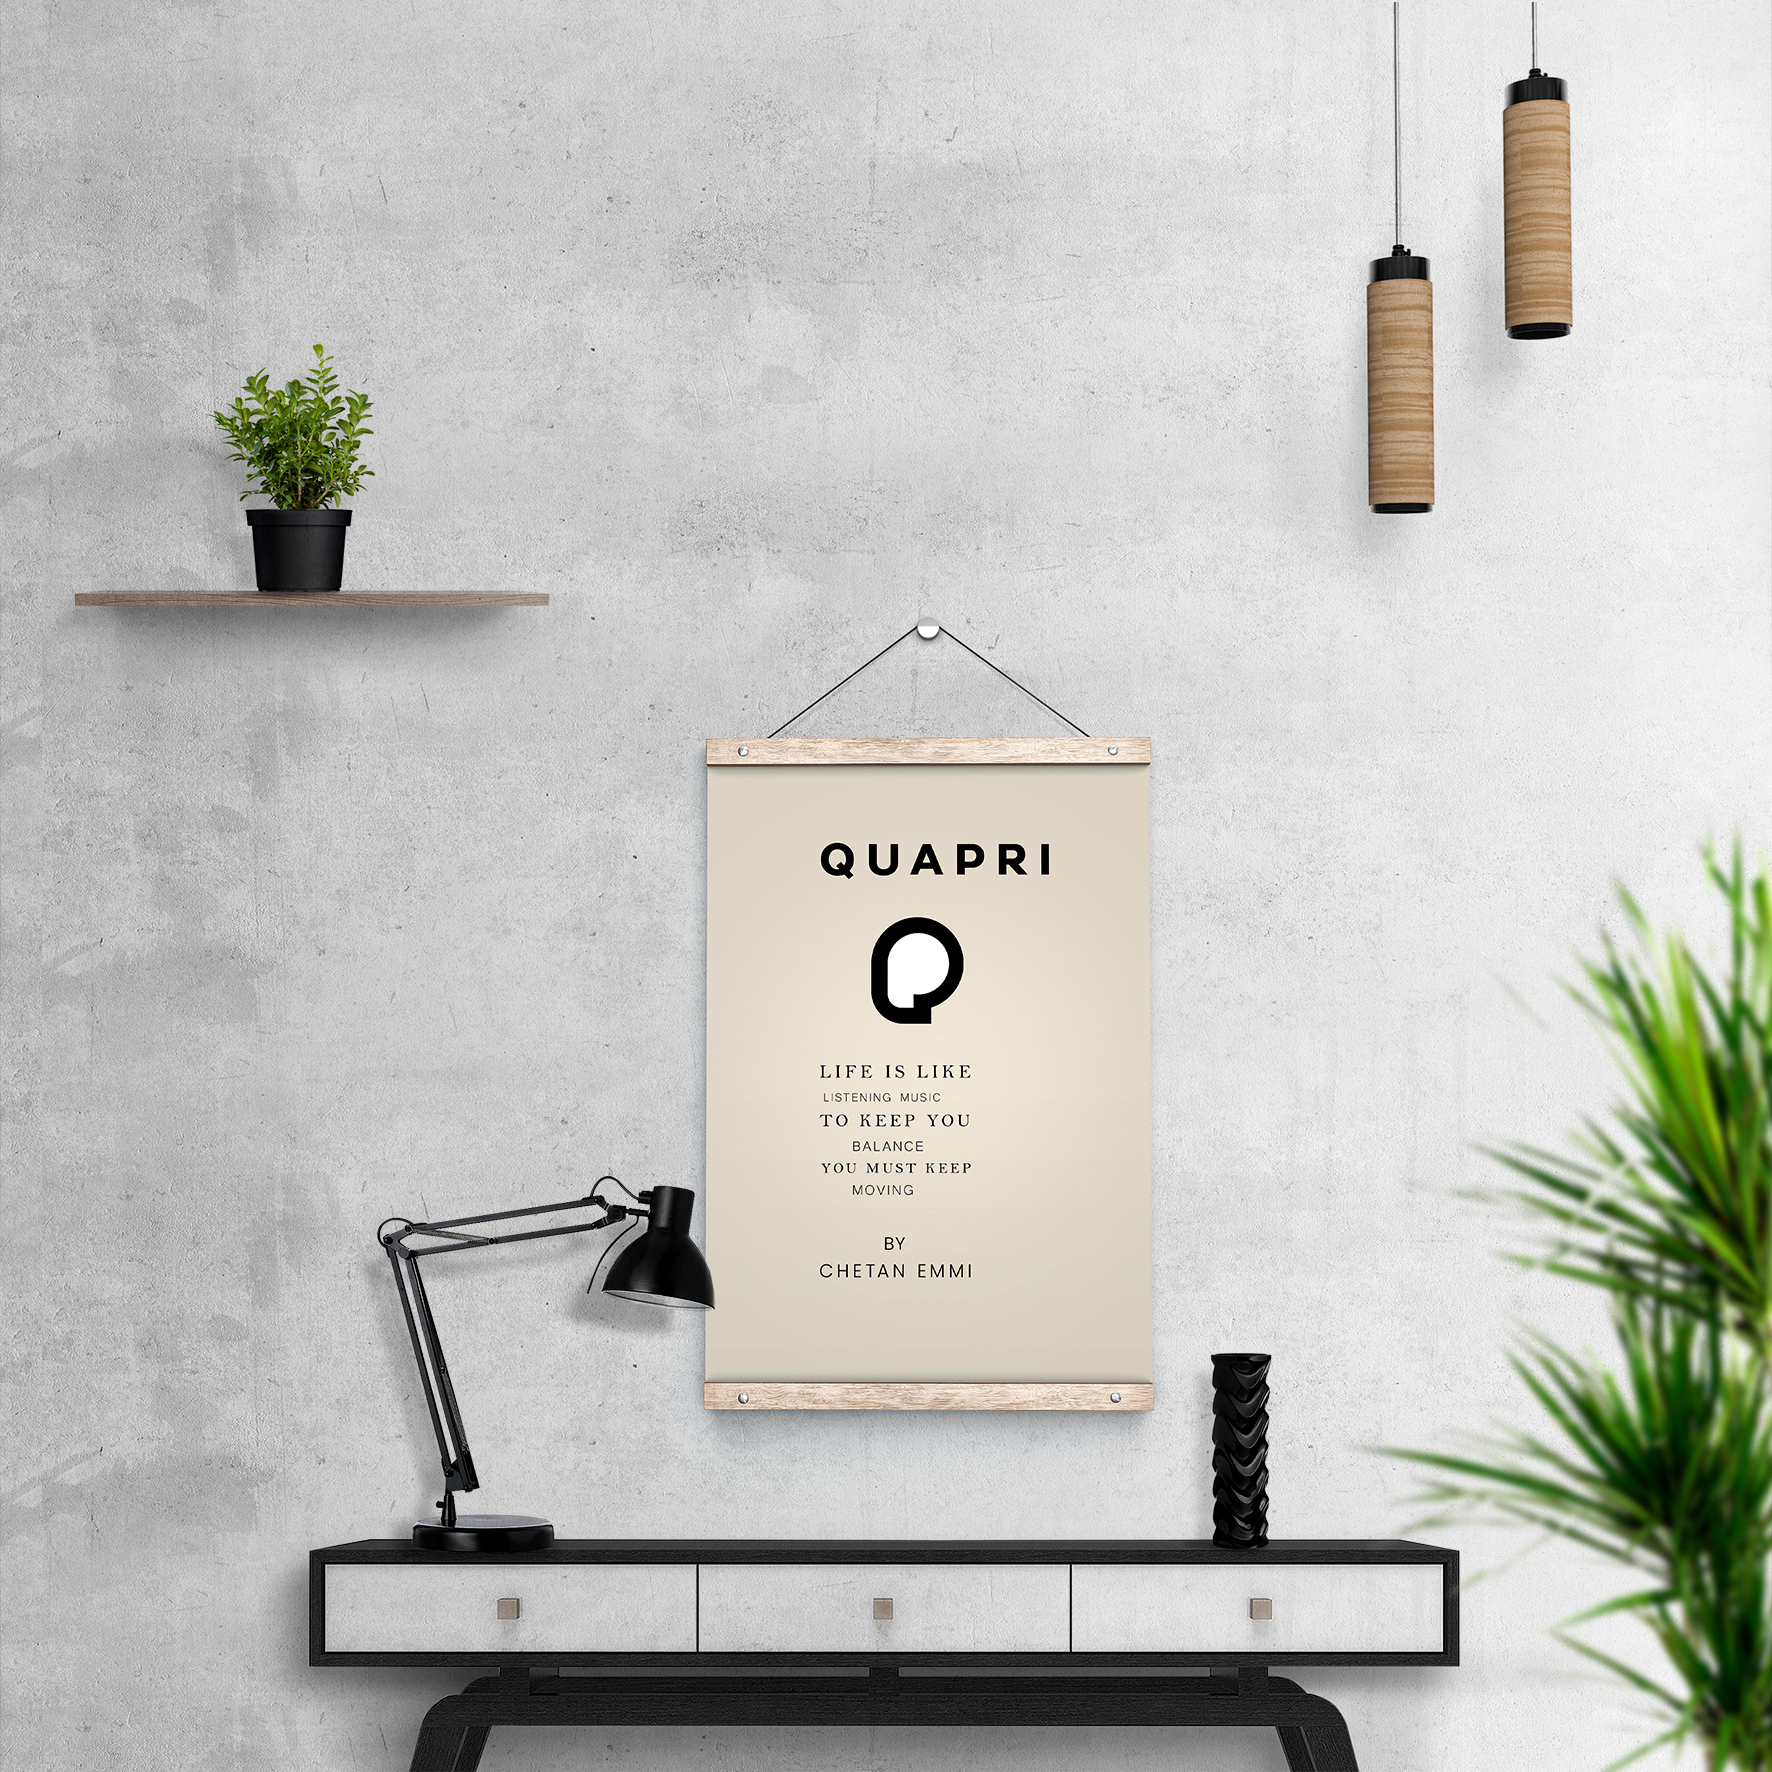 QUAPRI
LIFE IS LIKE
LISTENING MUSIC
TO KEEP YOU
BALANCE
YOU MUST KEEP
MOVING
BY
CHETAN EMMI